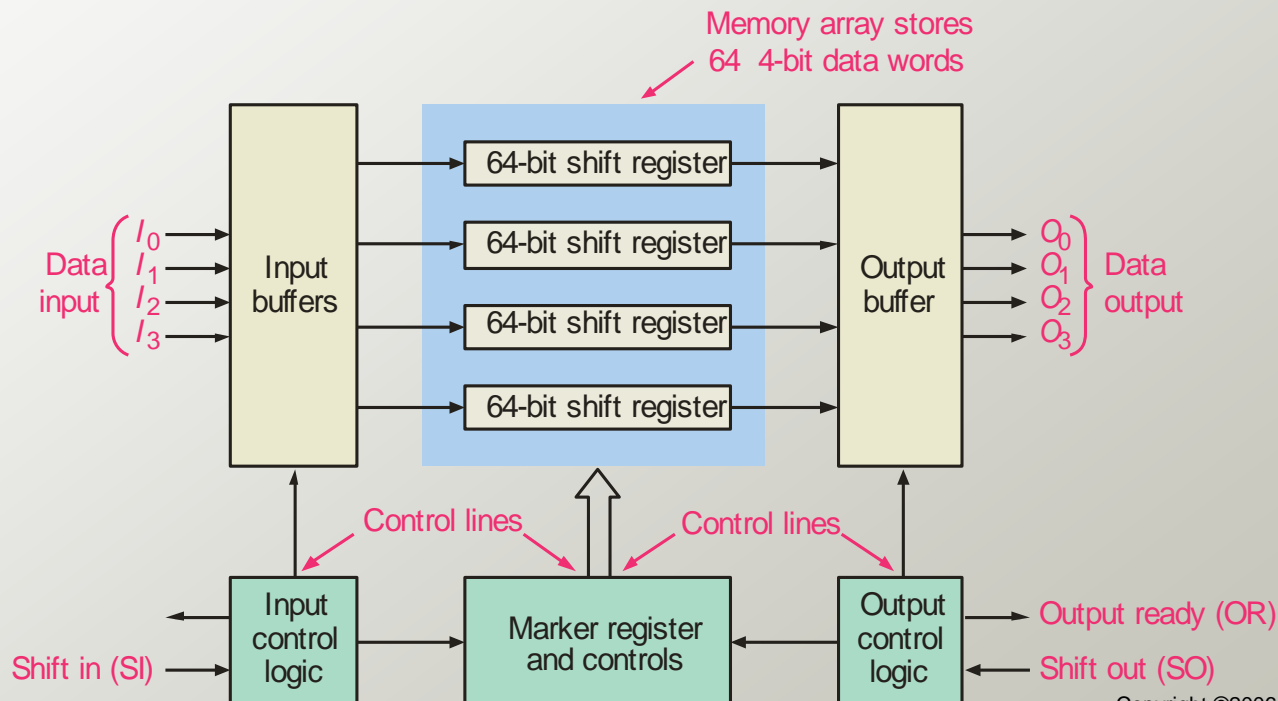 Memory array stores
64 4-bit data words
64-bit shift register
64-bit shift register
64-bit shift register
64-bit shift register
Data
input
I0
I1
I2
I3
Input
buffers
Output
buffer
O0
O1
O2
O3
Data
output
Control lines
Control lines
Input
control
logic
Marker register
and controls
Output
control
logic
Output ready (OR)
Shift in (SI)
Shift out (SO)